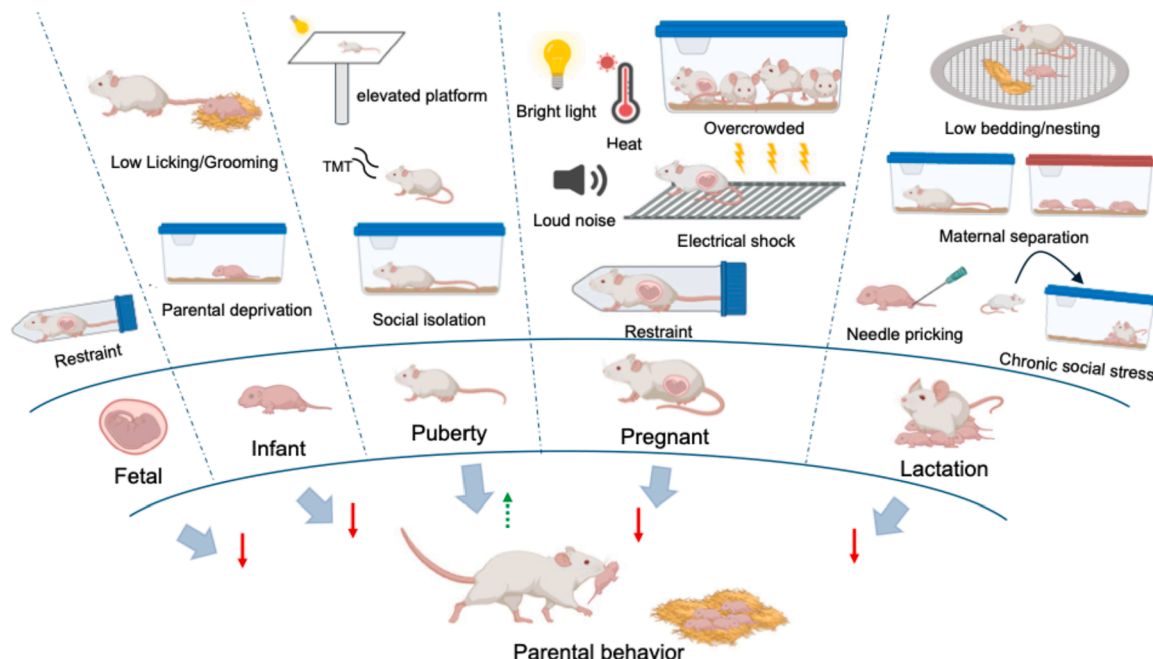 Low Licking/Grooming
Parental deprivation
Restraint
elevated platform
TMT
Social isolation
Bright light
Heat
Overcrowded
Loud noise
Electrical shock
Restraint
Low bedding/nesting
Maternal separation
Needle pricking
Chronic social stress
Fetal
Infant
Puberty
Pregnant
Lactation
Parental behavior